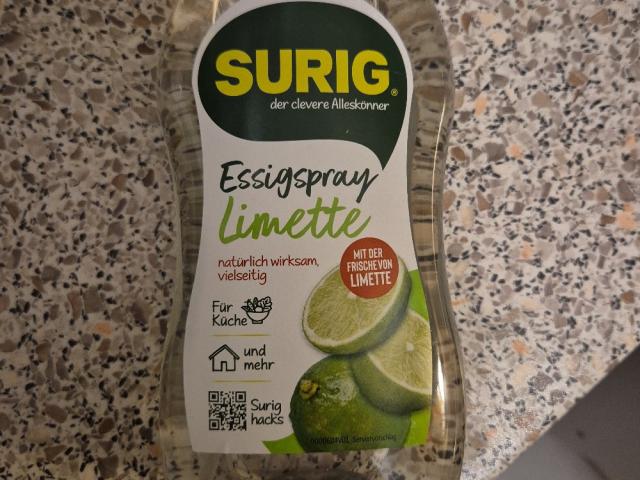 SURIG®
der clevere Alleskönner
Essigspray
Limette
natürlich wirksam,
vielseitig
MIT DER
FRISCHE VON
LIMETTE
Für
Küche
und
mehr
Surig
hacks
Serviervorschlag